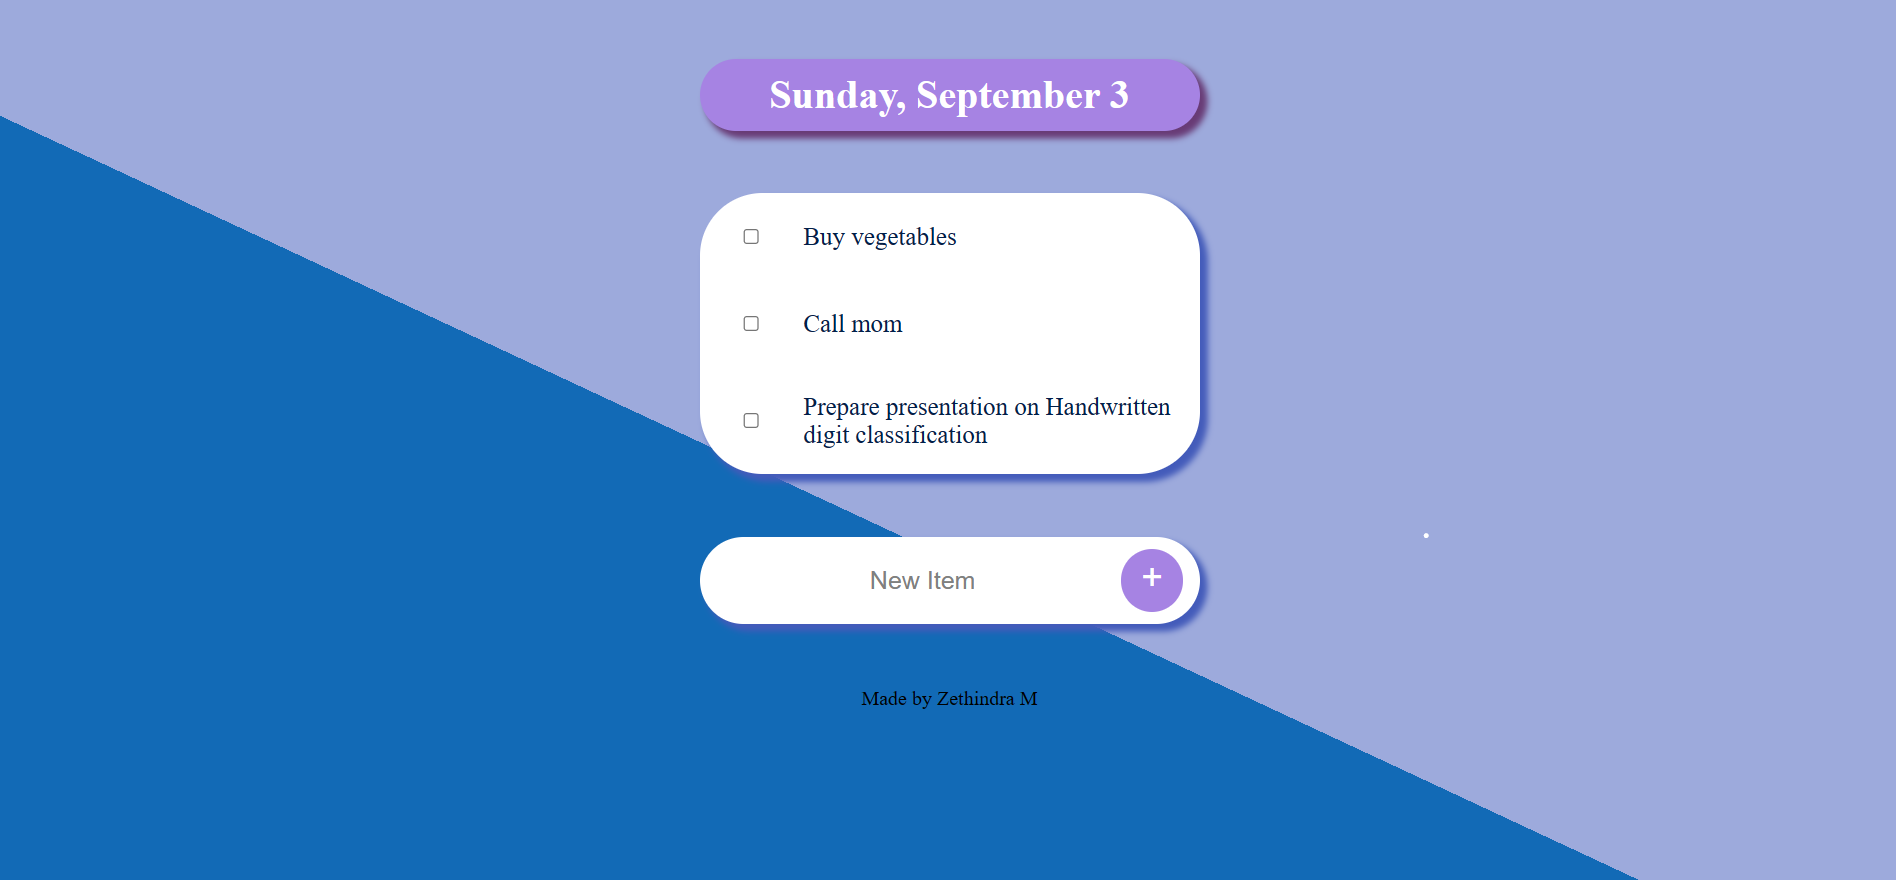 Sunday, September 3
Buy vegetables
Call mom
Prepare presentation on Handwritten
digit classification
New Item
+
Made by Zethindra M